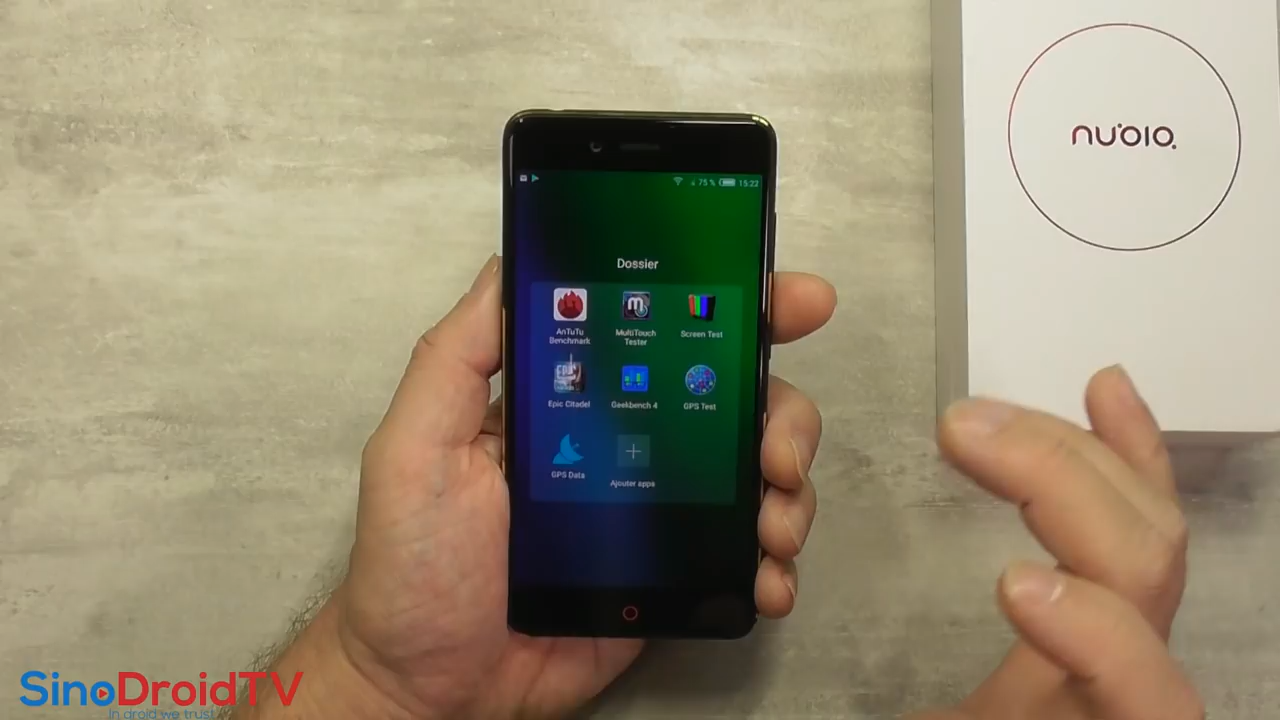 nubia
75 %
15:22
Dossier
AnTuTu
Benchmark
MultiTouch
Tester
Screen Test
Epic Citadel
Geekbench 4
GPS Test
GPS Data
Ajouter apps
SinoDroidTV
in droid we trust